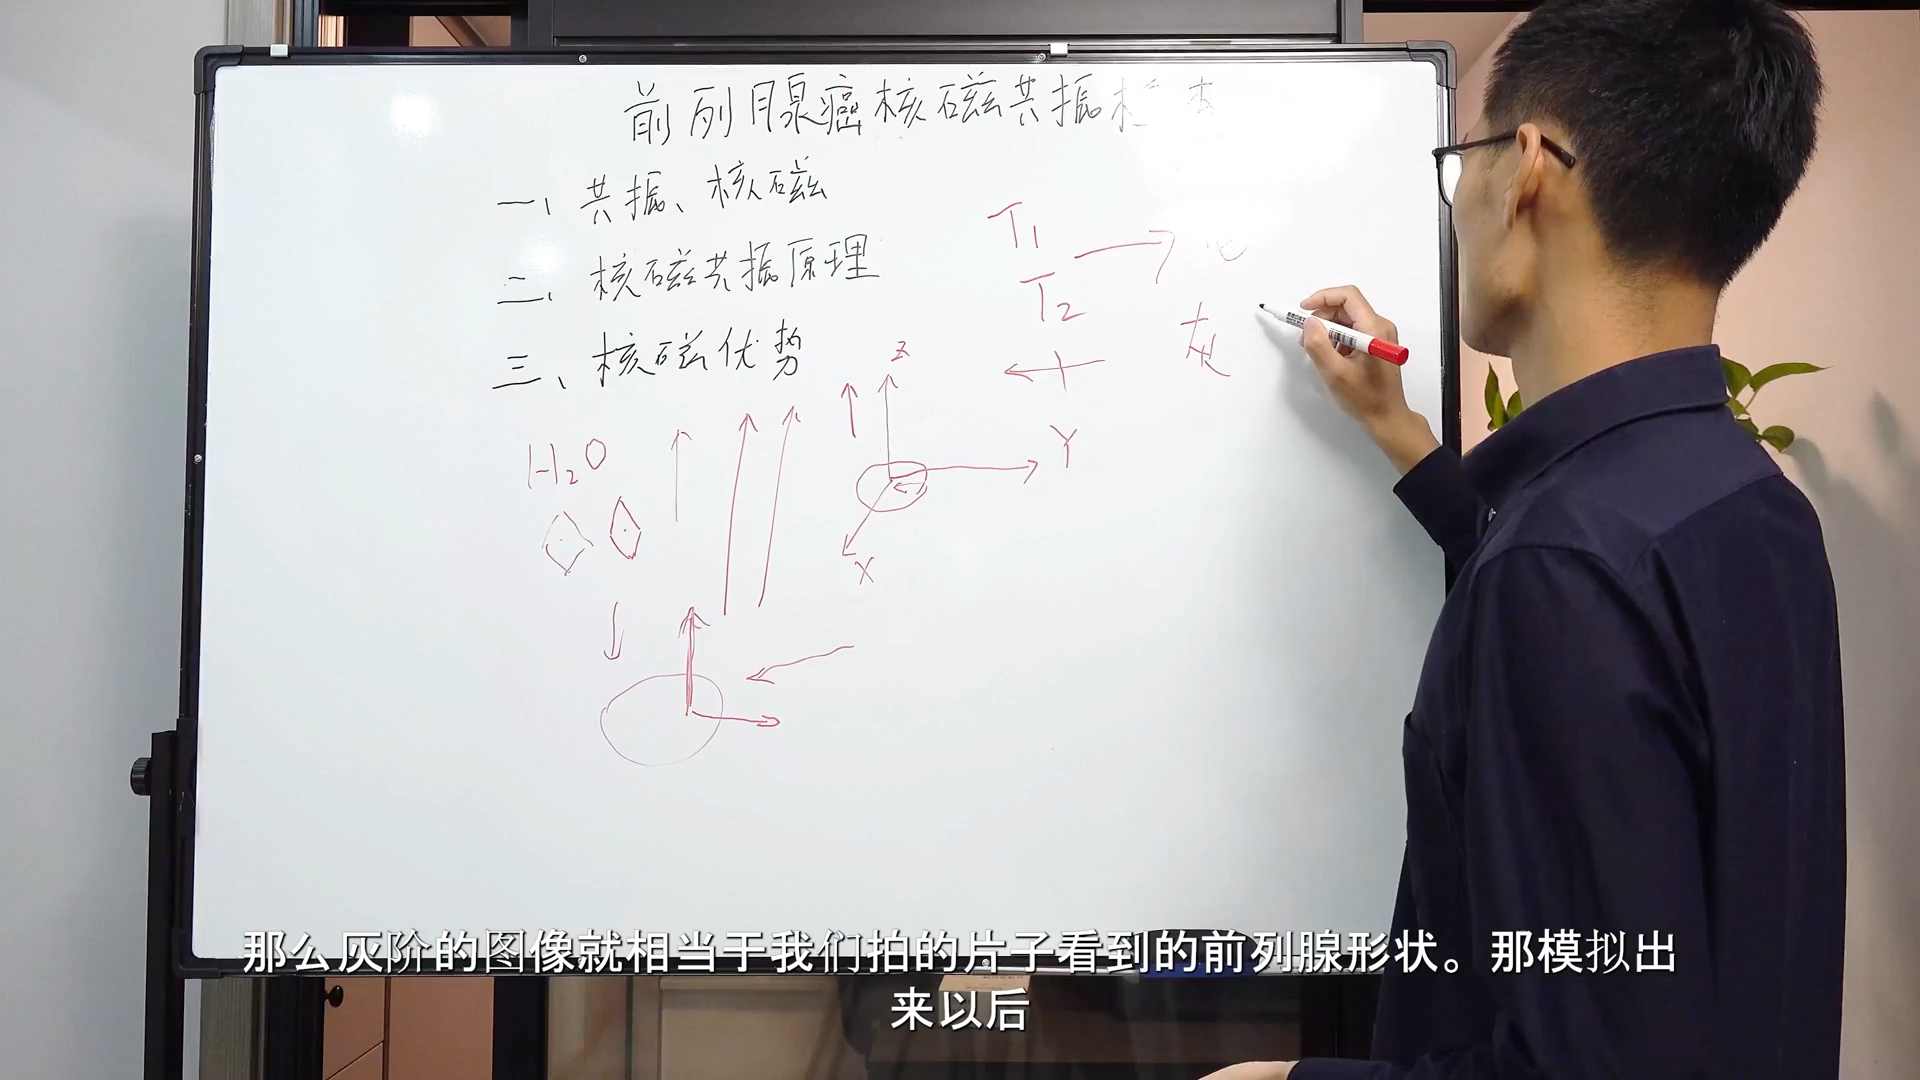 前列腺癌核磁共振检查
一、共振、核磁
二、核磁共振原理
三、核磁优势
T1
T2
灰
Z
Y
X
H2O
那么灰阶的图像就相当于我们拍的片子看到的前列腺形状。那模拟出
来以后